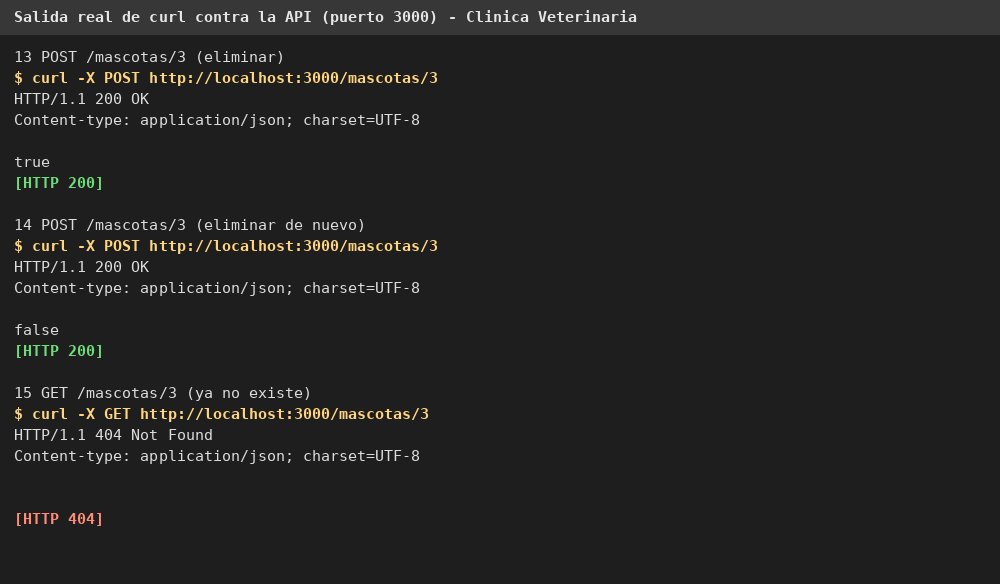 Salida real de curl contra la API (puerto 3000) - Clinica Veterinaria
13 POST /mascotas/3 (eliminar)
$ curl -X POST http://localhost:3000/mascotas/3
HTTP/1.1 200 OK
Content-type: application/json; charset=UTF-8
true
[HTTP 200]
14 POST /mascotas/3 (eliminar de nuevo)
$ curl -X POST http://localhost:3000/mascotas/3
HTTP/1.1 200 OK
Content-type: application/json; charset=UTF-8
false
[HTTP 200]
15 GET /mascotas/3 (ya no existe)
$ curl -X GET http://localhost:3000/mascotas/3
HTTP/1.1 404 Not Found
Content-type: application/json; charset=UTF-8
[HTTP 404]